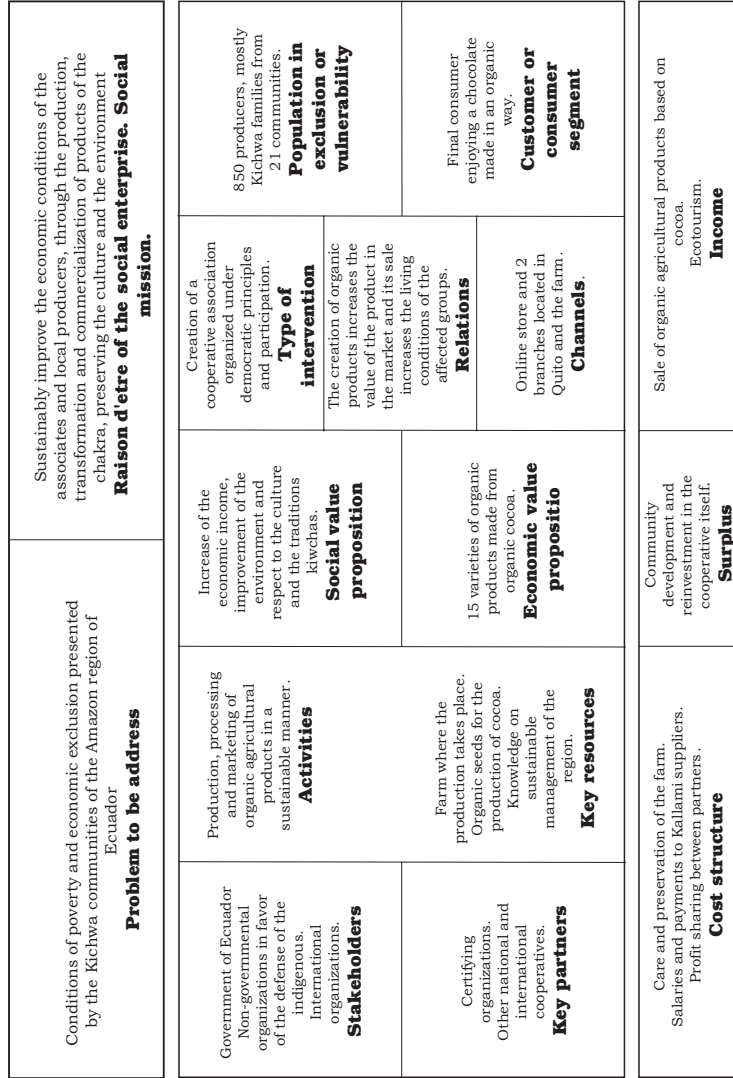 Conditions of poverty and economic exclusion presented
by the Kichwa communities of the Amazon region of
Ecuador
Problem to be address
Sustainably improve the economic conditions of the
associates and local producers, through the production,
transformation and commercialization of products of the
chakra, preserving the culture and the environment
Raison d'etre of the social enterprise. Social
mission.
Government of Ecuador
Non-governmental
organizations in favor
of the defense of the
indigenous.
International
organizations.
Stakeholders
Production, processing
and marketing of
organic agricultural
products in a
sustainable manner.
Activities
Increase of the
economic income,
improvement of the
environment and
respect to the culture
and the traditions
kiwchas.
Social value
proposition
Creation of a
cooperative association
organized under
democratic principles
and participation.
Type of
intervention
850 producers, mostly
Kichwa families from
21 communities.
Population in
exclusion or
vulnerability
The creation of organic
products increases the
value of the product in
the market and its sale
increases the living
conditions of the
affected groups.
Relations
Certifying
organizations.
Other national and
international
cooperatives.
Key partners
Farm where the
production takes place.
Organic seeds for the
production of cocoa.
Knowledge on
sustainable
management of the
region.
Key resources
15 varieties of organic
products made from
organic cocoa.
Economic value
propositio
Online store and 2
branches located in
Quito and the farm.
Channels.
Final consumer
enjoying a chocolate
made in an organic
way.
Customer or
consumer
segment
Care and preservation of the farm.
Salaries and payments to Kallami suppliers.
Profit sharing between partners.
Cost structure
Community
development and
reinvestment in the
cooperative itself.
Surplus
Sale of organic agricultural products based on
cocoa.
Ecotourism.
Income